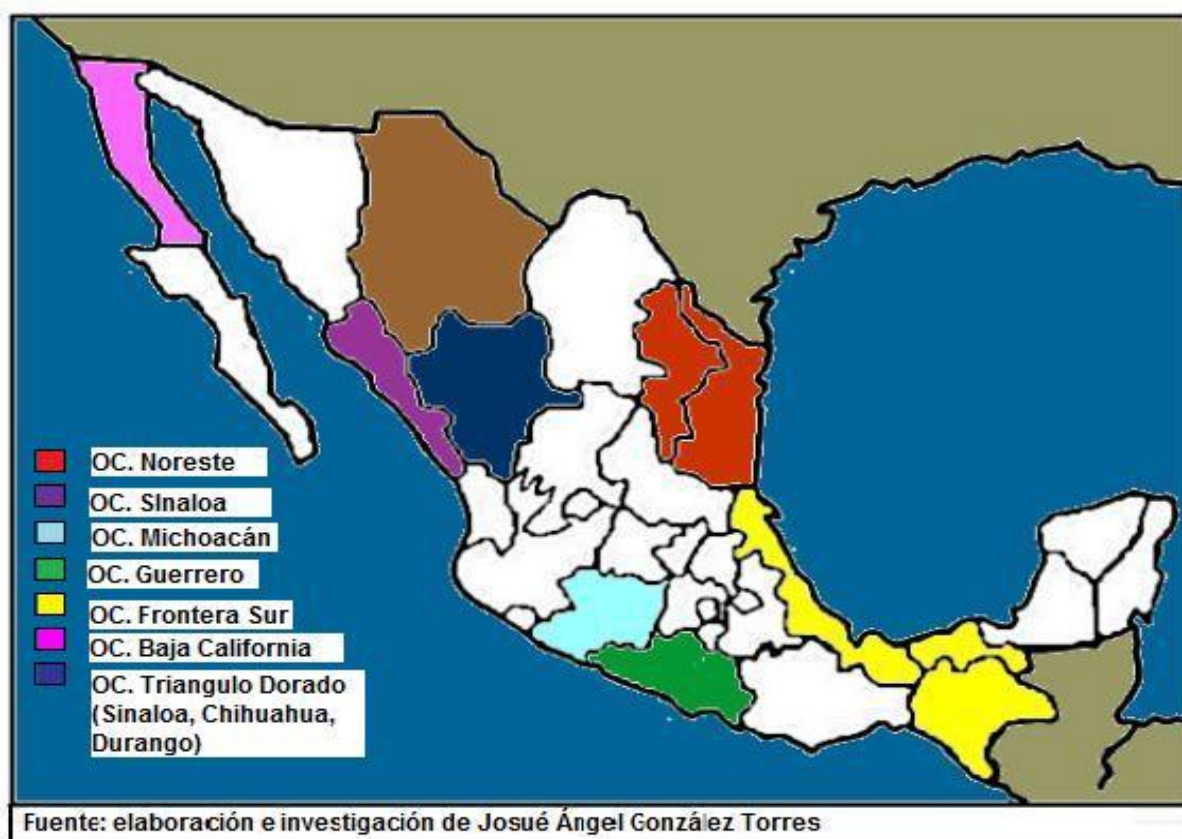 OC. Noreste
OC. SInaloa
OC. Michoacán
OC. Guerrero
OC. Frontera Sur
OC. Baja California
OC. Triangulo Dorado
(Sinaloa, Chihuahua,
Durango)
Fuente: elaboración e investigación de Josué Ángel González Torres